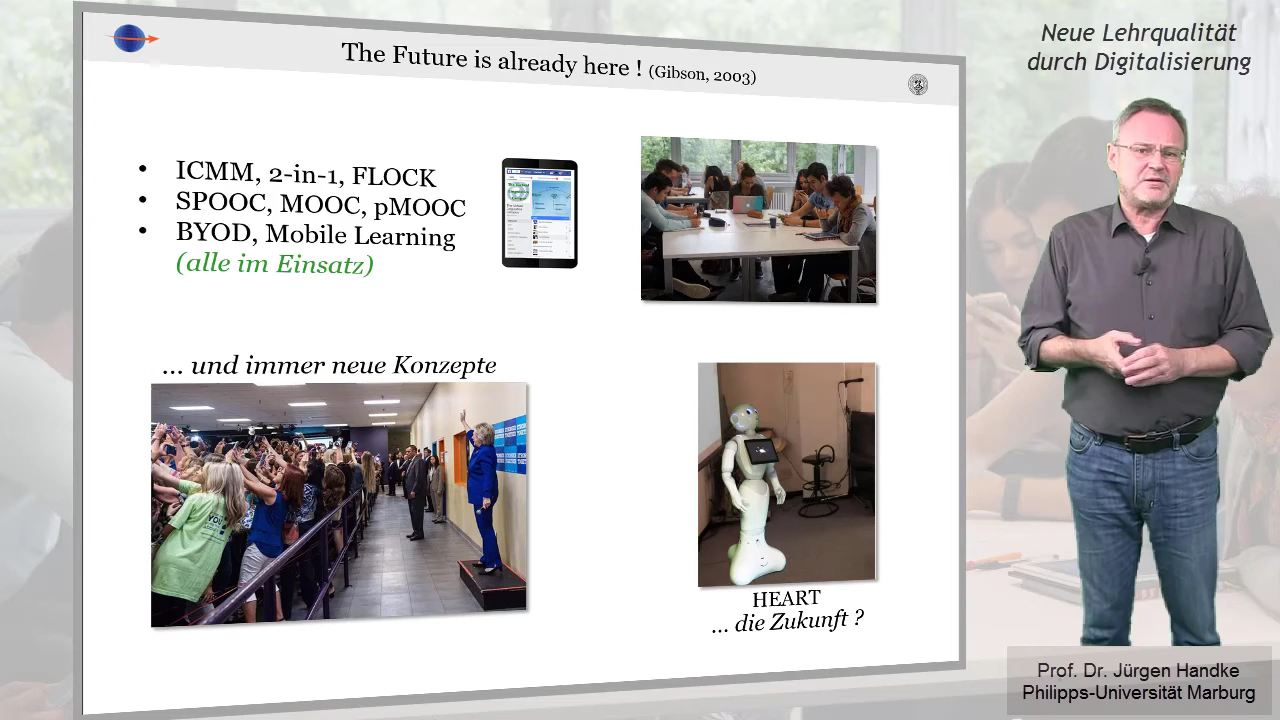 The Future is already here ! (Gibson, 2003)
• ICMM, 2-in-1, FLOCK
• SPOOC, MOOC, pMOOC
• BYOD, Mobile Learning
(alle im Einsatz)
... und immer neue Konzepte
HEART
... die Zukunft ?
Neue Lehrqualität
durch Digitalisierung
Prof. Dr. Jürgen Handke
Philipps-Universität Marburg